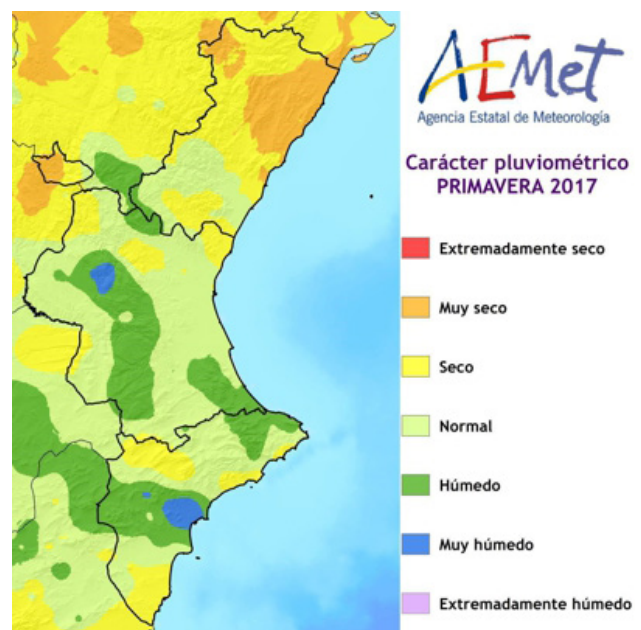 AEMet
Agencia Estatal de Meteorología
Carácter pluviométrico
PRIMAVERA 2017
Extremadamente seco
Muy seco
Seco
Normal
Húmedo
Muy húmedo
Extremadamente húmedo